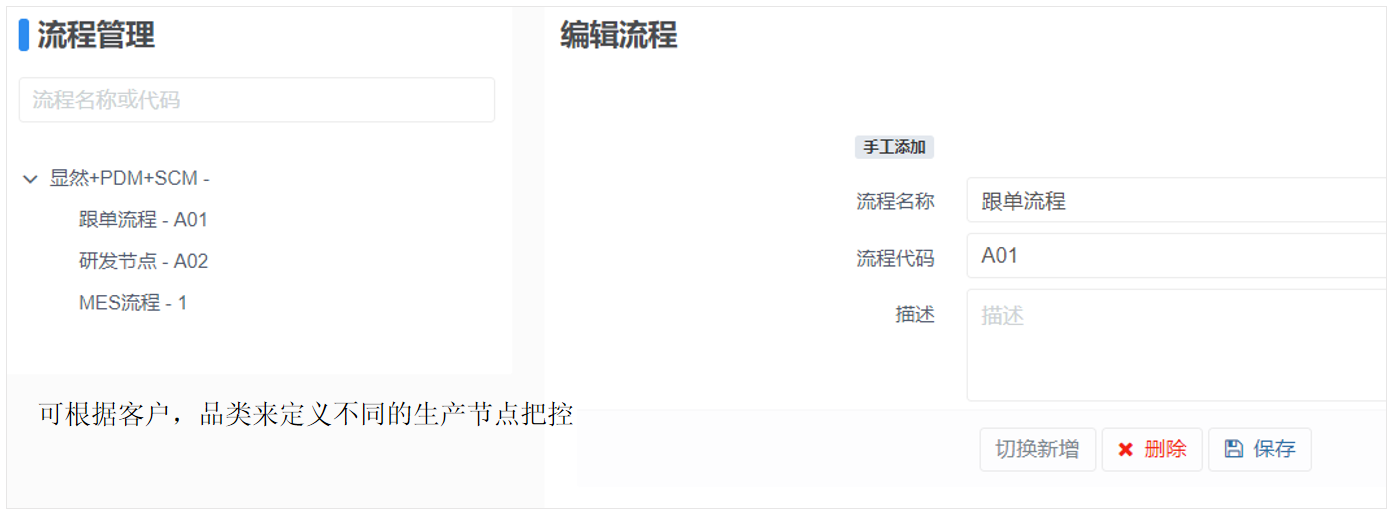 流程管理
流程名称或代码
显然+PDM+SCM -
跟单流程 - A01
研发节点 - A02
MES流程 - 1
可根据客户，品类来定义不同的生产节点把控
编辑流程
手工添加
流程名称 跟单流程
流程代码 A01
描述 描述
切换新增 删除 保存